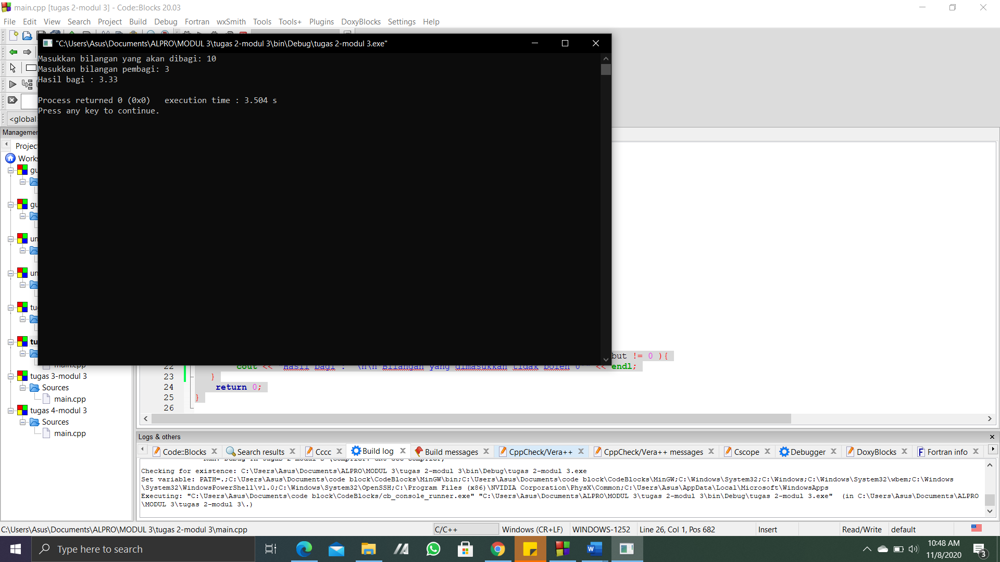 main.cpp [tugas 2-modul 3] - Code::Blocks 20.03
File Edit View Search Project Build Debug Fortran wxSmith Tools Tools+ Plugins DoxyBlocks Settings Help
"C:\Users\Asus\Documents\ALPRO\MODUL 3\tugas 2-modul 3\bin\Debug\tugas 2-modul 3.exe"
Masukkan bilangan yang akan dibagi: 10
Masukkan bilangan pembagi: 3
Hasil bagi : 3.33
Process returned 0 (0x0)   execution time : 3.504 s
Press any key to continue.
<global
Managemen
Projec
Works
gu
gu
un
un
tu
tu
main.cpp
tugas 3-modul 3
Sources
main.cpp
tugas 4-modul 3
Sources
main.cpp
but != 0 ){
22 cout << "Hasil bagi : \n\n Bilangan yang dimasukkan tidak boleh 0 " << endl;
23 }
24 return 0;
25 }
26
Logs & others
Code::Blocks Search results Cccc Build log Build messages CppCheck/Vera++ CppCheck/Vera++ messages Cscope Debugger DoxyBlocks Fortran info
Checking for existence: C:\Users\Asus\Documents\ALPRO\MODUL 3\tugas 2-modul 3\bin\Debug\tugas 2-modul 3.exe
Set variable: PATH=.;C:\Users\Asus\Documents\code block\CodeBlocks\MinGW\bin;C:\Users\Asus\Documents\code block\CodeBlocks\MinGW;C:\Windows\System32;C:\Windows;C:\Windows\System32\wbem;C:\Windows
\System32\WindowsPowerShell\v1.0;C:\Windows\System32\OpenSSH;C:\Program Files (x86)\NVIDIA Corporation\PhysX\Common;C:\Users\Asus\AppData\Local\Microsoft\WindowsApps
Executing: "C:\Users\Asus\Documents\code block\CodeBlocks/cb_console_runner.exe" "C:\Users\Asus\Documents\ALPRO\MODUL 3\tugas 2-modul 3\bin\Debug\tugas 2-modul 3.exe"  (in C:\Users\Asus\Documents\ALPRO
\MODUL 3\tugas 2-modul 3\.)
C:\Users\Asus\Documents\ALPRO\MODUL 3\tugas 2-modul 3\main.cpp C/C++ Windows (CR+LF) WINDOWS-1252 Line 26, Col 1, Pos 682 Insert Read/Write default
Type here to search
10:48 AM
11/8/2020
3